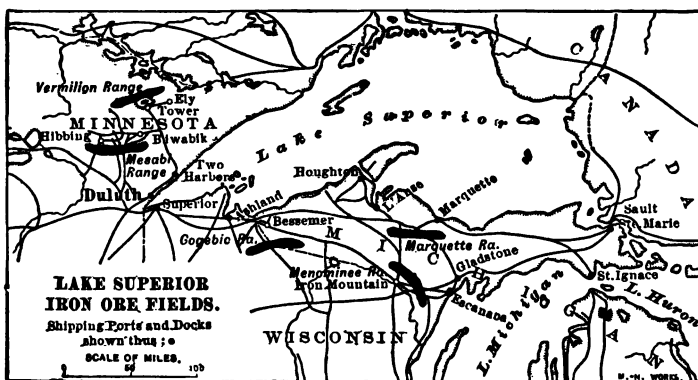 Vermilion Range
Ely
Tower
MINNESOTA
Hibbing
Biwabik
Mesabi
Range
Two
Harbors
Duluth
Superior
Lake Superior
CANADA
Houghton
L'Anse
Marquette
Ashland
Bessemer
Gogebic Ra.
Marquette Ra.
Sault
Ste. Marie
MICHIGAN
Gladstone
Menominee Ra.
Iron Mountain
Escanaba
St. Ignace
L. Huron
L. Michigan
WISCONSIN
LAKE SUPERIOR
IRON ORE FIELDS.
Shipping Ports and Docks
shown thus;
SCALE OF MILES.
0 50 100
M.-N. WORKS